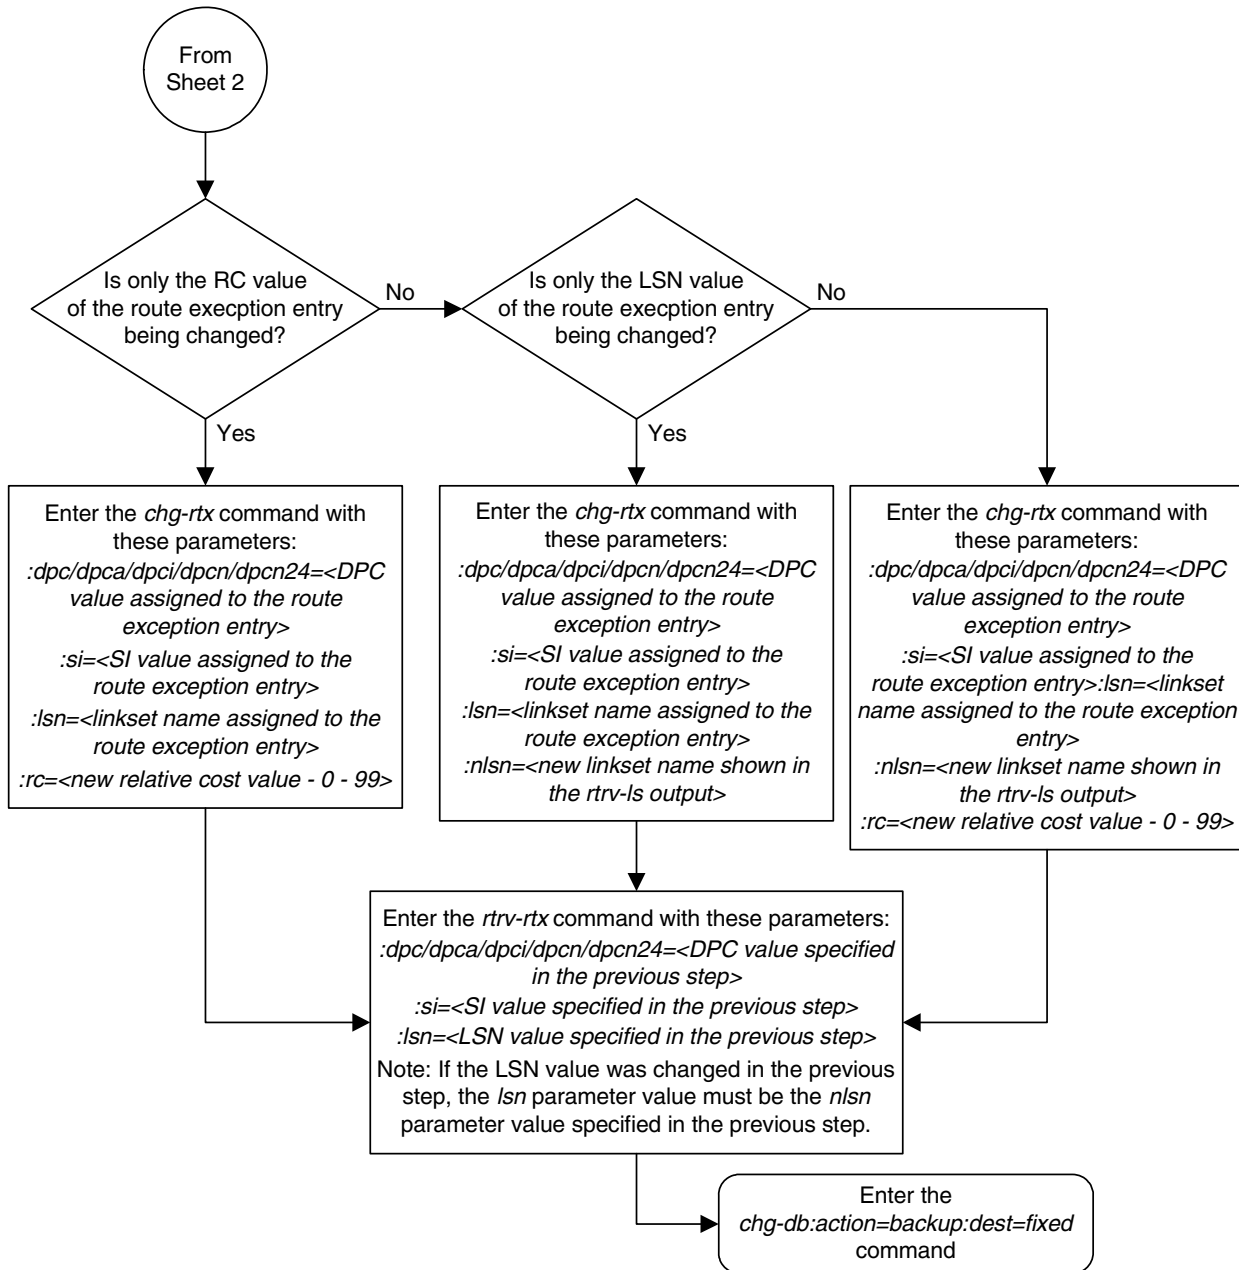 From
Sheet 2
Is only the RC value
of the route execption entry
being changed?
No
Is only the LSN value
of the route execption entry
being changed?
No
Yes
Yes
Enter the chg-rtx command with
these parameters:
:dpc/dpca/dpci/dpcn/dpcn24=<DPC
value assigned to the route
exception entry>
:si=<SI value assigned to the
route exception entry>
:lsn=<linkset name assigned to the
route exception entry>
:rc=<new relative cost value - 0 - 99>
Enter the chg-rtx command with
these parameters:
:dpc/dpca/dpci/dpcn/dpcn24=<DPC
value assigned to the route
exception entry>
:si=<SI value assigned to the
route exception entry>
:lsn=<linkset name assigned to the
route exception entry>
:nlsn=<new linkset name shown in
the rtrv-ls output>
Enter the chg-rtx command with
these parameters:
:dpc/dpca/dpci/dpcn/dpcn24=<DPC
value assigned to the route
exception entry>
:si=<SI value assigned to the
route exception entry>:lsn=<linkset
name assigned to the route exception
entry>
:nlsn=<new linkset name shown in
the rtrv-ls output>
:rc=<new relative cost value - 0 - 99>
Enter the rtrv-rtx command with these parameters:
:dpc/dpca/dpci/dpcn/dpcn24=<DPC value specified
in the previous step>
:si=<SI value specified in the previous step>
:lsn=<LSN value specified in the previous step>
Note: If the LSN value was changed in the previous
step, the lsn parameter value must be the nlsn
parameter value specified in the previous step.
Enter the
chg-db:action=backup:dest=fixed
command